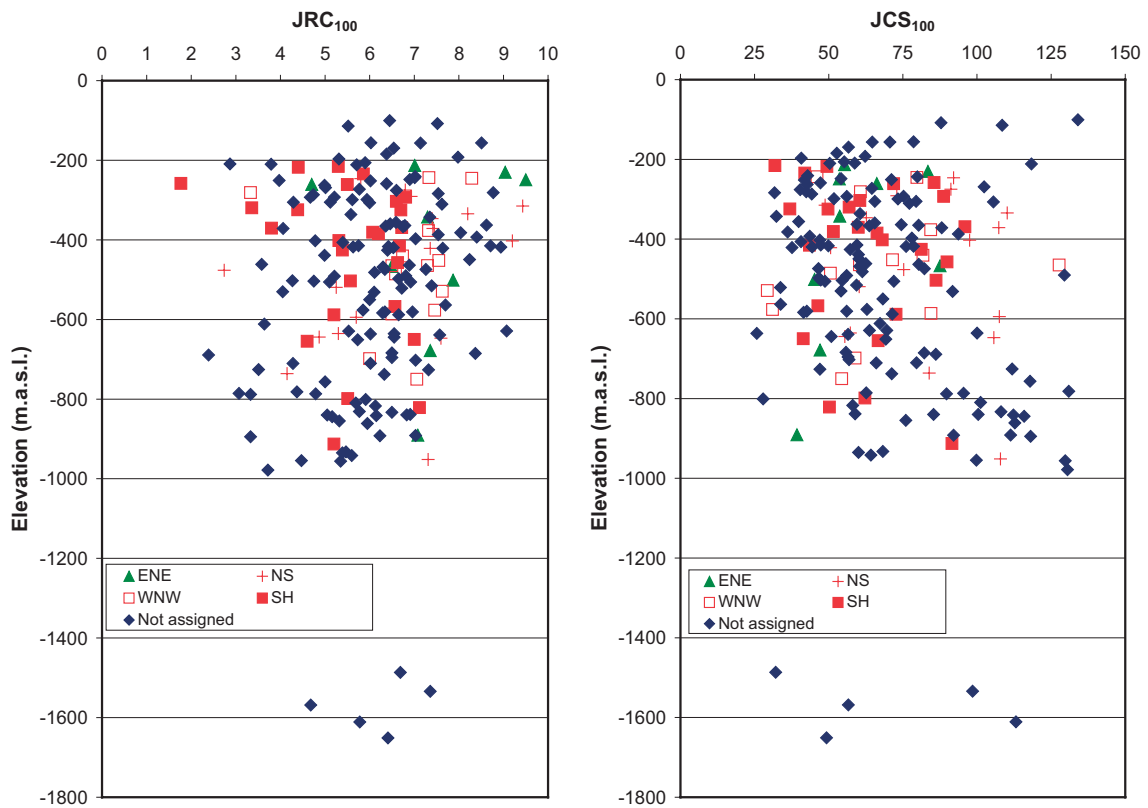 JRC100
0 1 2 3 4 5 6 7 8 9 10
0
-200
-400
-600
-800
-1000
-1200
-1400
-1600
-1800
Elevation (m.a.s.l.)
ENE NS
WNW SH
Not assigned
JCS100
0 25 50 75 100 125 150
0
-200
-400
-600
-800
-1000
-1200
-1400
-1600
-1800
Elevation (m.a.s.l.)
ENE NS
WNW SH
Not assigned